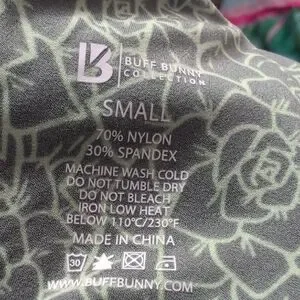 BUFF BUNNY
COLLECTION
SMALL
70% NYLON
30% SPANDEX
MACHINE WASH COLD
DO NOT TUMBLE DRY
DO NOT BLEACH
IRON LOW HEAT
BELOW 110℃/230℉
MADE IN CHINA
30
WWW.BUFFBUNNY.COM